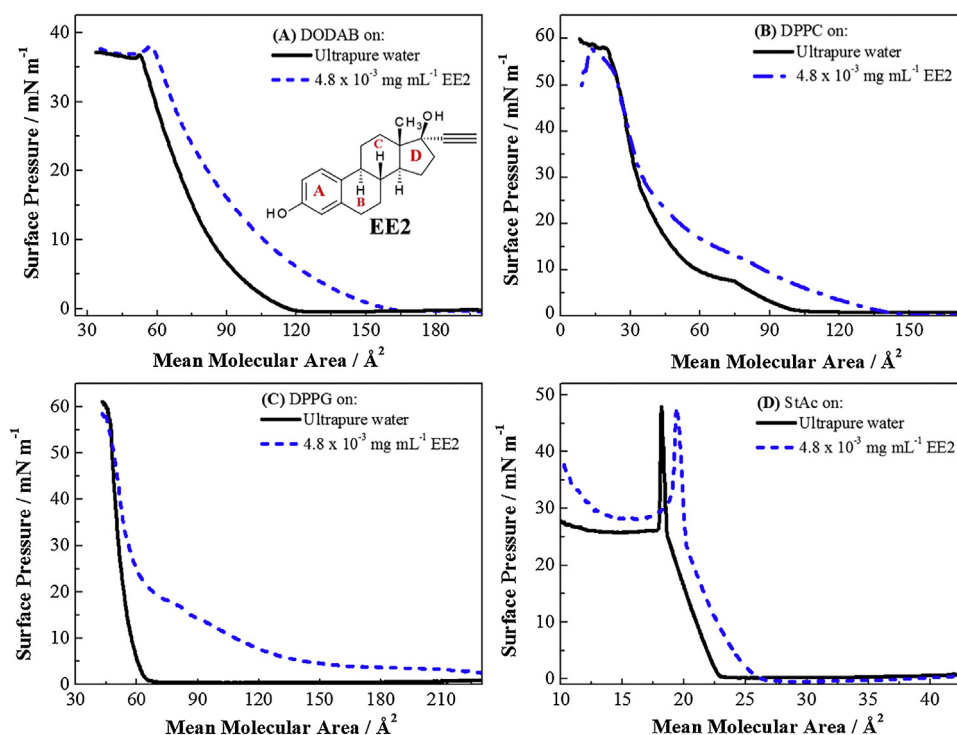 (A) DODAB on:
Ultrapure water
4.8 x 10⁻³ mg mL⁻¹ EE2
CH₃
OH
A
B
C
D
H
H
H
HO
EE2
Surface Pressure / mN m⁻¹
40
30
20
10
0
30 60 90 120 150 180
Mean Molecular Area / Å²
(B) DPPC on:
Ultrapure water
4.8 x 10⁻³ mg mL⁻¹ EE2
Surface Pressure / mN m⁻¹
60
50
40
30
20
10
0
0 30 60 90 120 150
Mean Molecular Area / Å²
(C) DPPG on:
Ultrapure water
4.8 x 10⁻³ mg mL⁻¹ EE2
Surface Pressure / mN m⁻¹
60
50
40
30
20
10
0
30 60 90 120 150 180 210
Mean Molecular Area / Å²
(D) StAc on:
Ultrapure water
4.8 x 10⁻³ mg mL⁻¹ EE2
Surface Pressure / mN m⁻¹
50
40
30
20
10
0
10 15 20 25 30 35 40
Mean Molecular Area / Å²